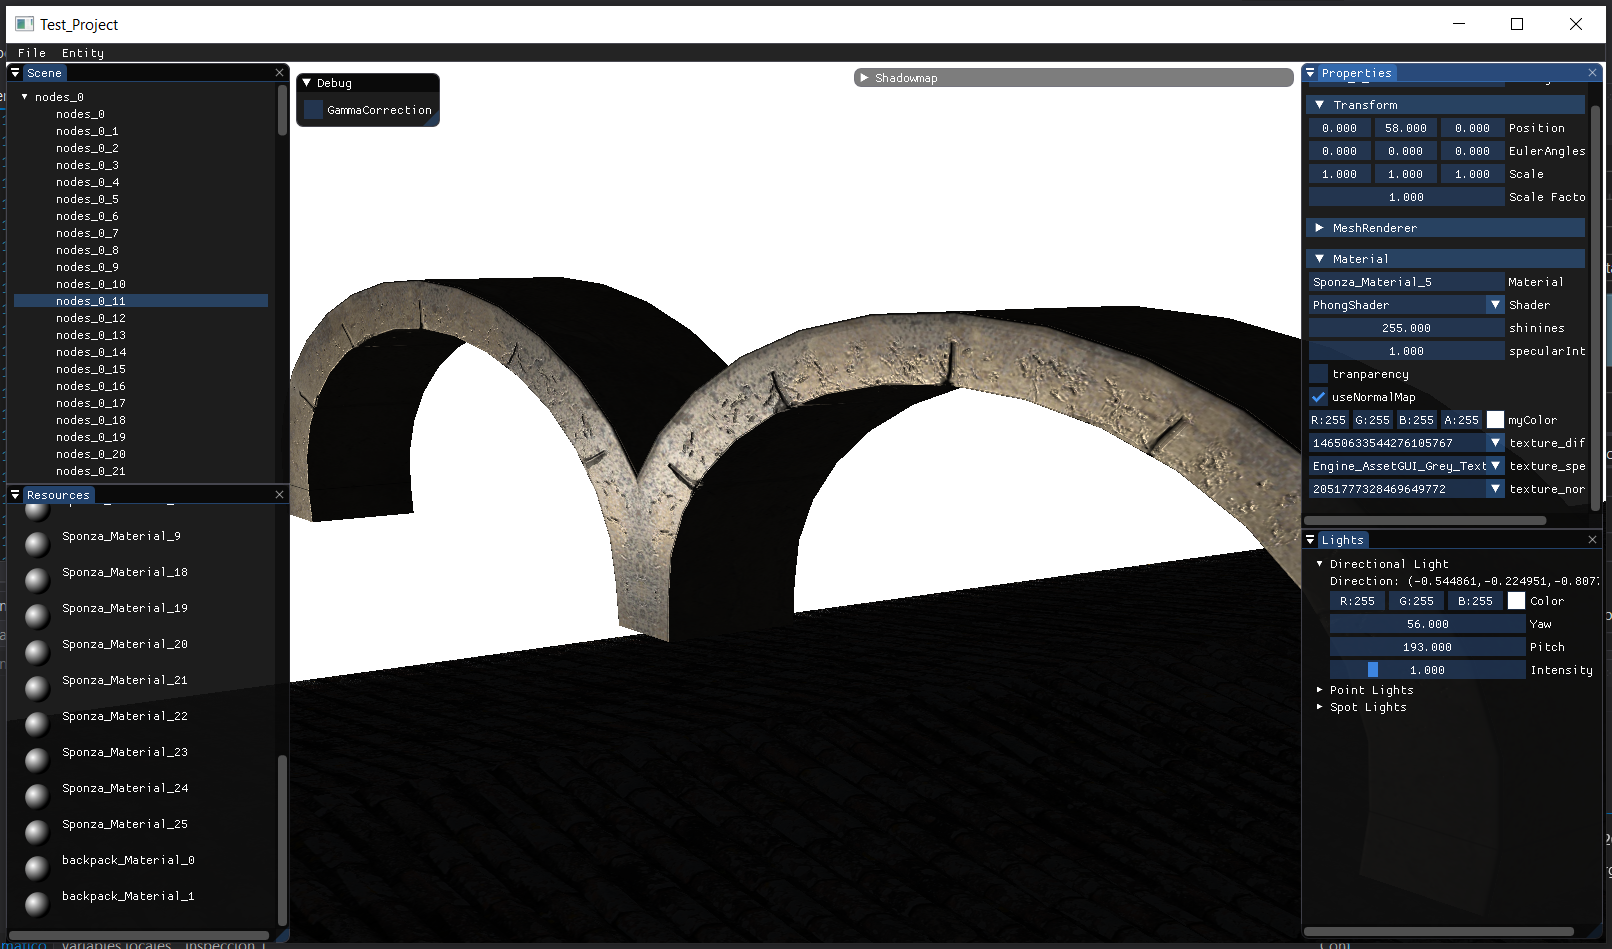 Test_Project
File Entity
Scene
nodes_0
nodes_0
nodes_0_1
nodes_0_2
nodes_0_3
nodes_0_4
nodes_0_5
nodes_0_6
nodes_0_7
nodes_0_8
nodes_0_9
nodes_0_10
nodes_0_11
nodes_0_12
nodes_0_13
nodes_0_14
nodes_0_15
nodes_0_16
nodes_0_17
nodes_0_18
nodes_0_19
nodes_0_20
nodes_0_21
Resources
Sponza_Material_9
Sponza_Material_18
Sponza_Material_19
Sponza_Material_20
Sponza_Material_21
Sponza_Material_22
Sponza_Material_23
Sponza_Material_24
Sponza_Material_25
backpack_Material_0
backpack_Material_1
Debug
GammaCorrection
Shadowmap
Properties
Transform
0.000 58.000 0.000 Position
0.000 0.000 0.000 EulerAngles
1.000 1.000 1.000 Scale
1.000 Scale Facto
MeshRenderer
Material
Sponza_Material_5 Material
PhongShader Shader
255.000 shinines
1.000 specularInt
tranparency
useNormalMap
R:255 G:255 B:255 A:255 myColor
14650633544276105767 texture_dif
Engine_AssetGUI_Grey_Text texture_spe
2051777328469649772 texture_nor
Lights
Directional Light
Direction: (-0.544861,-0.224951,-0.807
R:255 G:255 B:255 Color
56.000 Yaw
193.000 Pitch
1.000 Intensity
Point Lights
Spot Lights